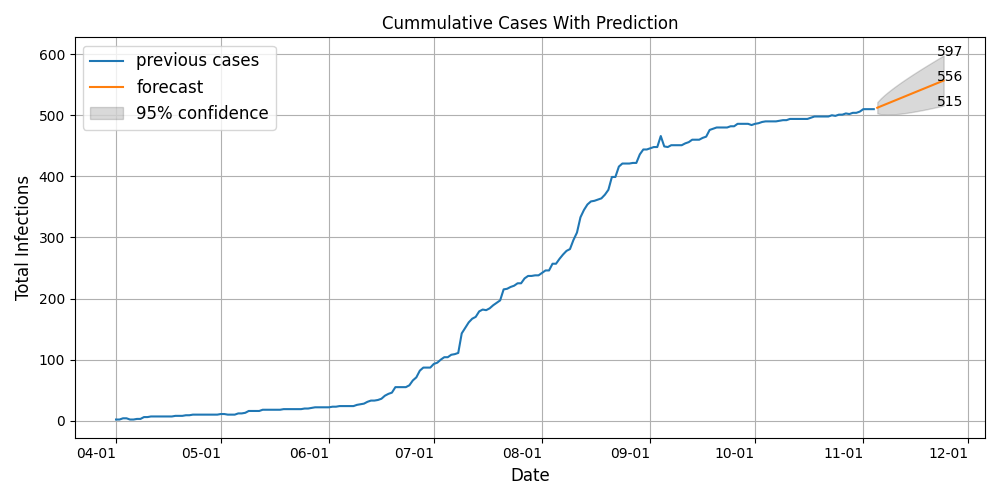 Cummulative Cases With Prediction
previous cases
forecast
95% confidence
597
556
515
600
500
400
300
200
100
0
Total Infections
04-01 05-01 06-01 07-01 08-01 09-01 10-01 11-01 12-01
Date